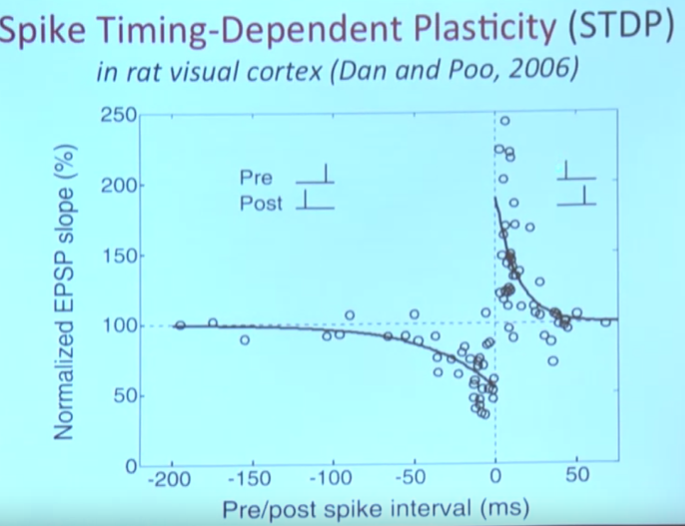 Spike Timing-Dependent Plasticity (STDP)
in rat visual cortex (Dan and Poo, 2006)
Normalized EPSP slope (%)
250
200
150
100
50
0
Pre
Post
-200 -150 -100 -50 0 50
Pre/post spike interval (ms)